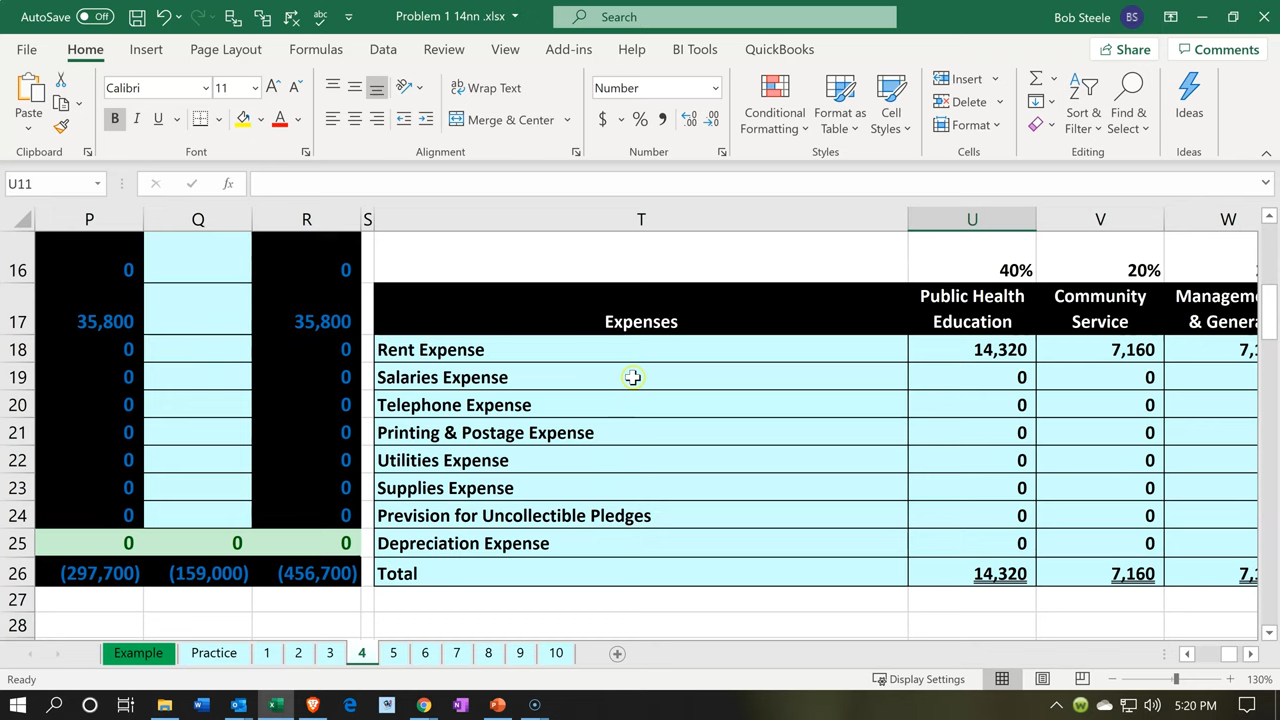 AutoSave Off Problem 1 14nn .xlsx Search Bob Steele BS
File Home Insert Page Layout Formulas Data Review View Add-ins Help BI Tools QuickBooks Share Comments
Calibri 11 Wrap Text Number Insert
Paste B I U A Merge & Center $ % Conditional Formatting Format as Table Cell Styles Delete Format Sort & Filter Find & Select Ideas
Clipboard Font Alignment Number Styles Cells Editing Ideas
U11 fx
P Q R S T U V W
16 0 0 40% 20%
Public Health Community
17 35,800 35,800 Expenses Education Service
18 0 0 Rent Expense 14,320 7,160
19 0 0 Salaries Expense 0 0
20 0 0 Telephone Expense 0 0
21 0 0 Printing & Postage Expense 0 0
22 0 0 Utilities Expense 0 0
23 0 0 Supplies Expense 0 0
24 0 0 Prevision for Uncollectible Pledges 0 0
25 0 0 0 Depreciation Expense 0 0
26 (297,700) (159,000) (456,700) Total 14,320 7,160
27
28
Example Practice 1 2 3 4 5 6 7 8 9 10
Ready Display Settings 130%
5:20 PM